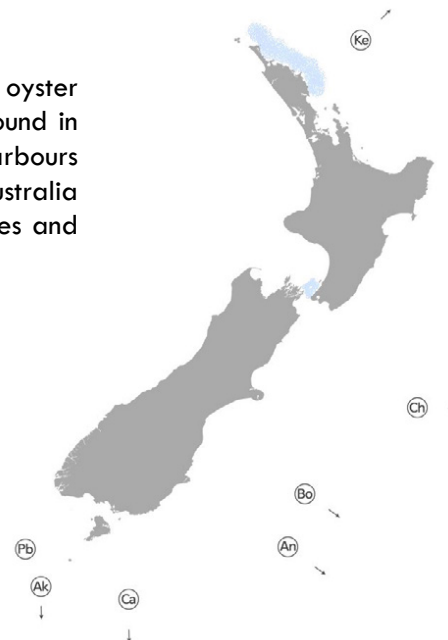 oyster
ound in
arbours
ustralia
es and
Ke
Ch
Bo
An
Pb
Ak
Ca